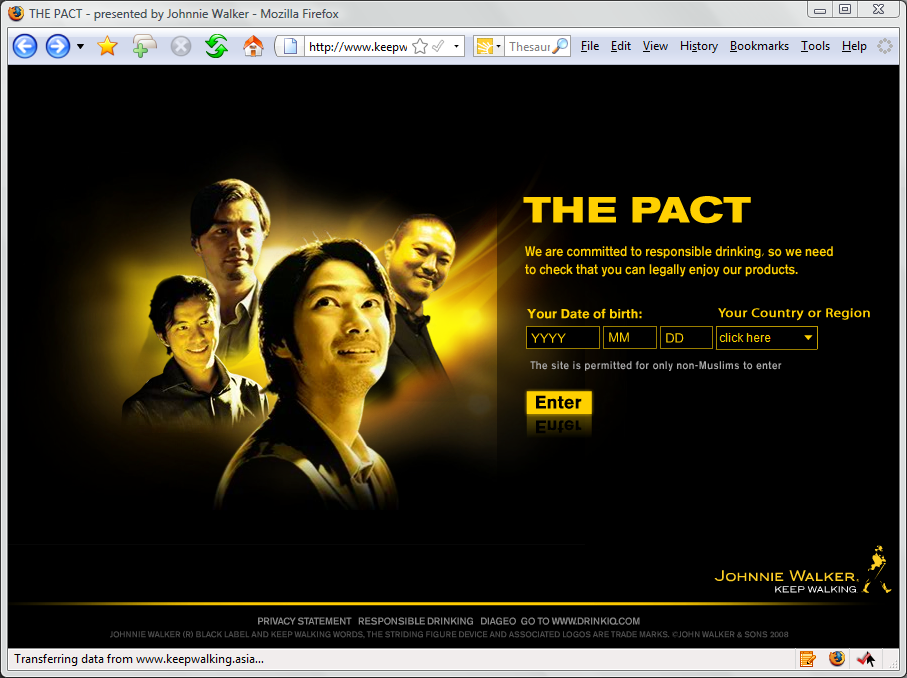 THE PACT - presented by Johnnie Walker - Mozilla Firefox
http://www.keepw
Thesaur
File Edit View History Bookmarks Tools Help
THE PACT
We are committed to responsible drinking, so we need
to check that you can legally enjoy our products.
Your Date of birth: Your Country or Region
YYYY MM DD click here
The site is permitted for only non-Muslims to enter
Enter
JOHNNIE WALKER.
KEEP WALKING
PRIVACY STATEMENT RESPONSIBLE DRINKING DIAGEO GO TO WWW.DRINKIQ.COM
JOHNNIE WALKER (R) BLACK LABEL AND KEEP WALKING WORDS, THE STRIDING FIGURE DEVICE AND ASSOCIATED LOGOS ARE TRADE MARKS. ©JOHN WALKER & SONS 2008
Transferring data from www.keepwalking.asia...